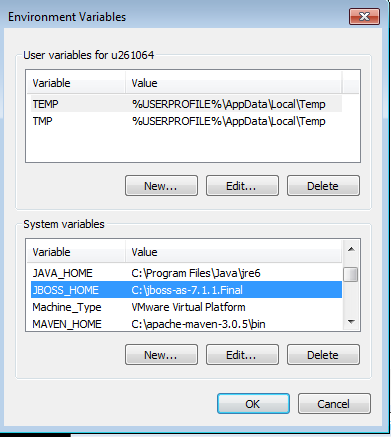 Environment Variables
User variables for u261064
Variable Value
TEMP %USERPROFILE%\AppData\Local\Temp
TMP %USERPROFILE%\AppData\Local\Temp
New... Edit... Delete
System variables
Variable Value
JAVA_HOME C:\Program Files\Java\jre6
JBOSS_HOME C:\jboss-as-7.1.1.Final
Machine_Type VMware Virtual Platform
MAVEN_HOME C:\apache-maven-3.0.5\bin
New... Edit... Delete
OK Cancel